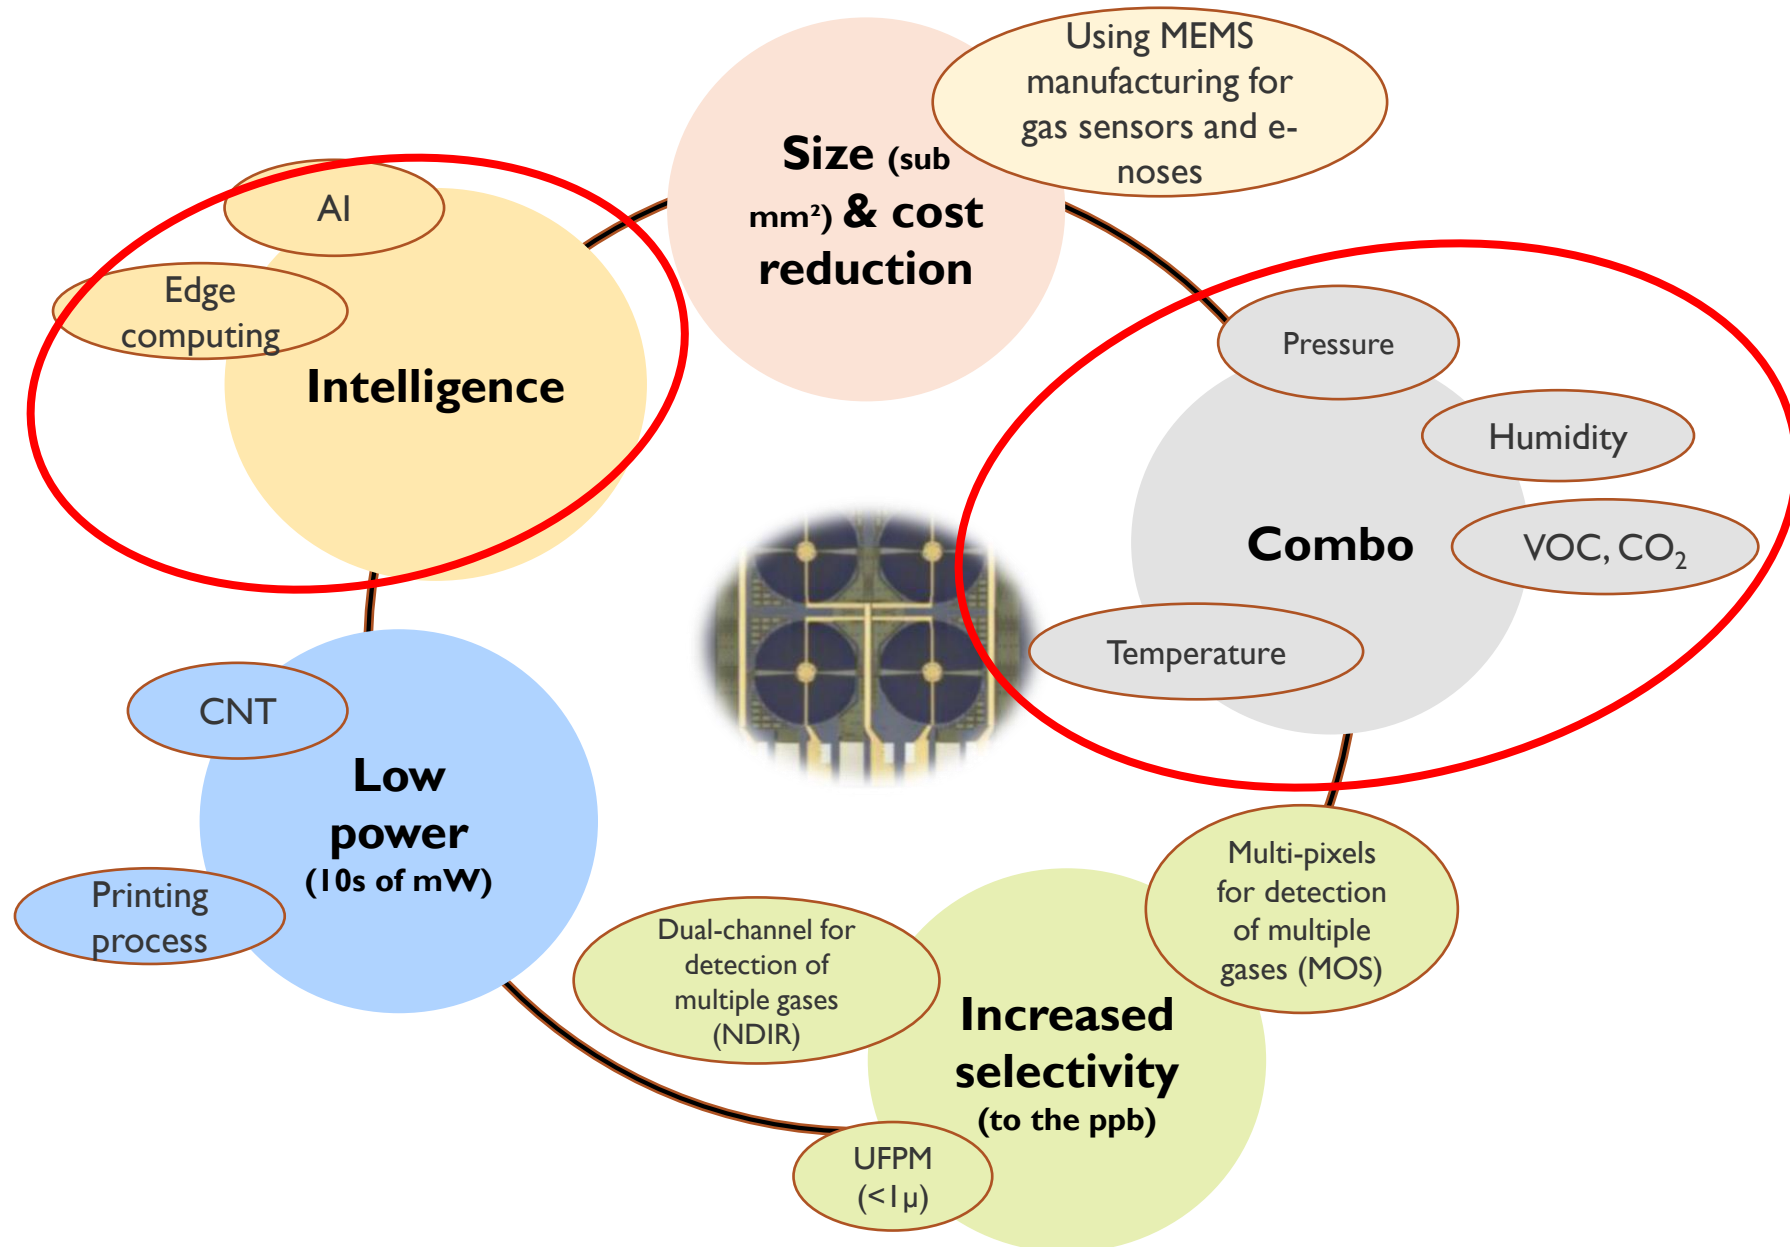 Using MEMS
manufacturing for
gas sensors and e-
noses
Size (sub
mm²) & cost
reduction
AI
Edge
computing
Intelligence
Pressure
Humidity
VOC, CO₂
Combo
Temperature
CNT
Low
power
(10s of mW)
Printing
process
Multi-pixels
for detection
of multiple
gases (MOS)
Dual-channel for
detection of
multiple gases
(NDIR)
Increased
selectivity
(to the ppb)
UFPM
(<1µ)